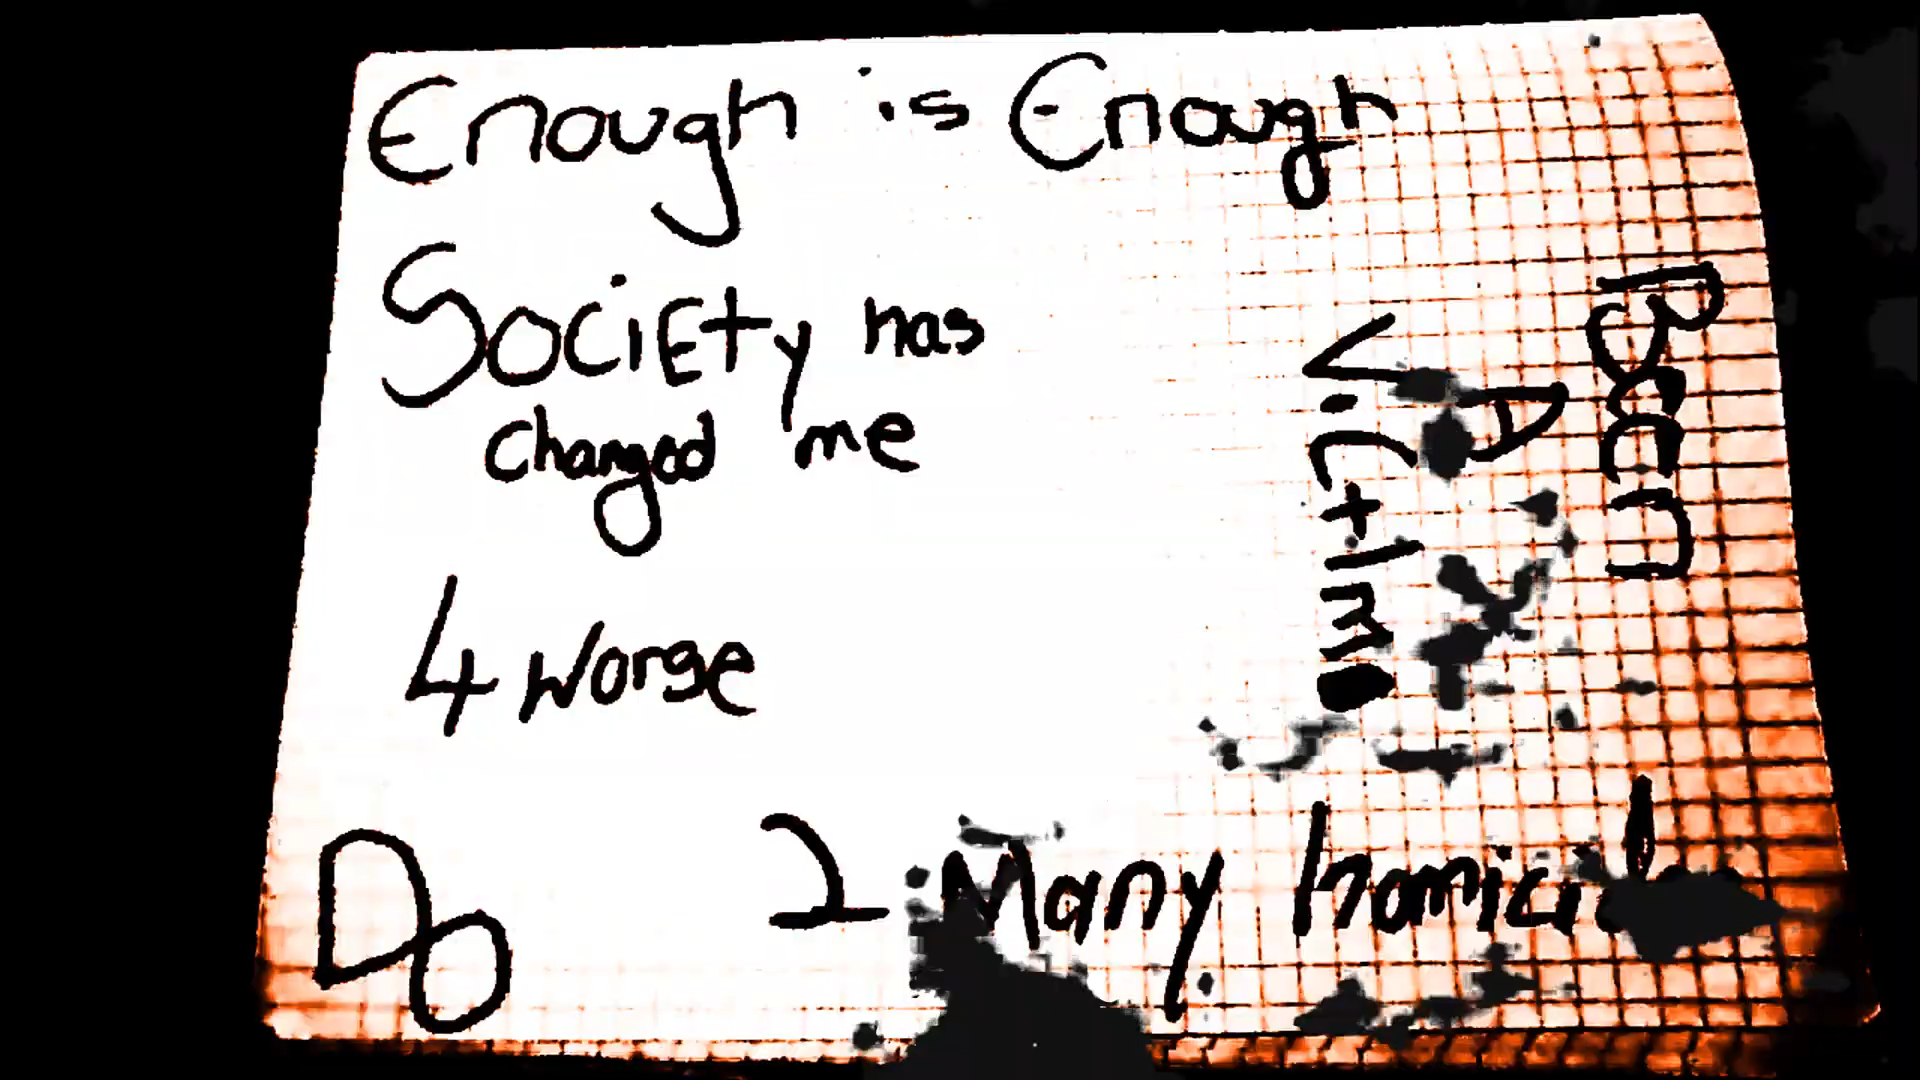 Enough is Enough
SociEty has
changed me
4 Worse
Do 2 Many
Been
A
Victim